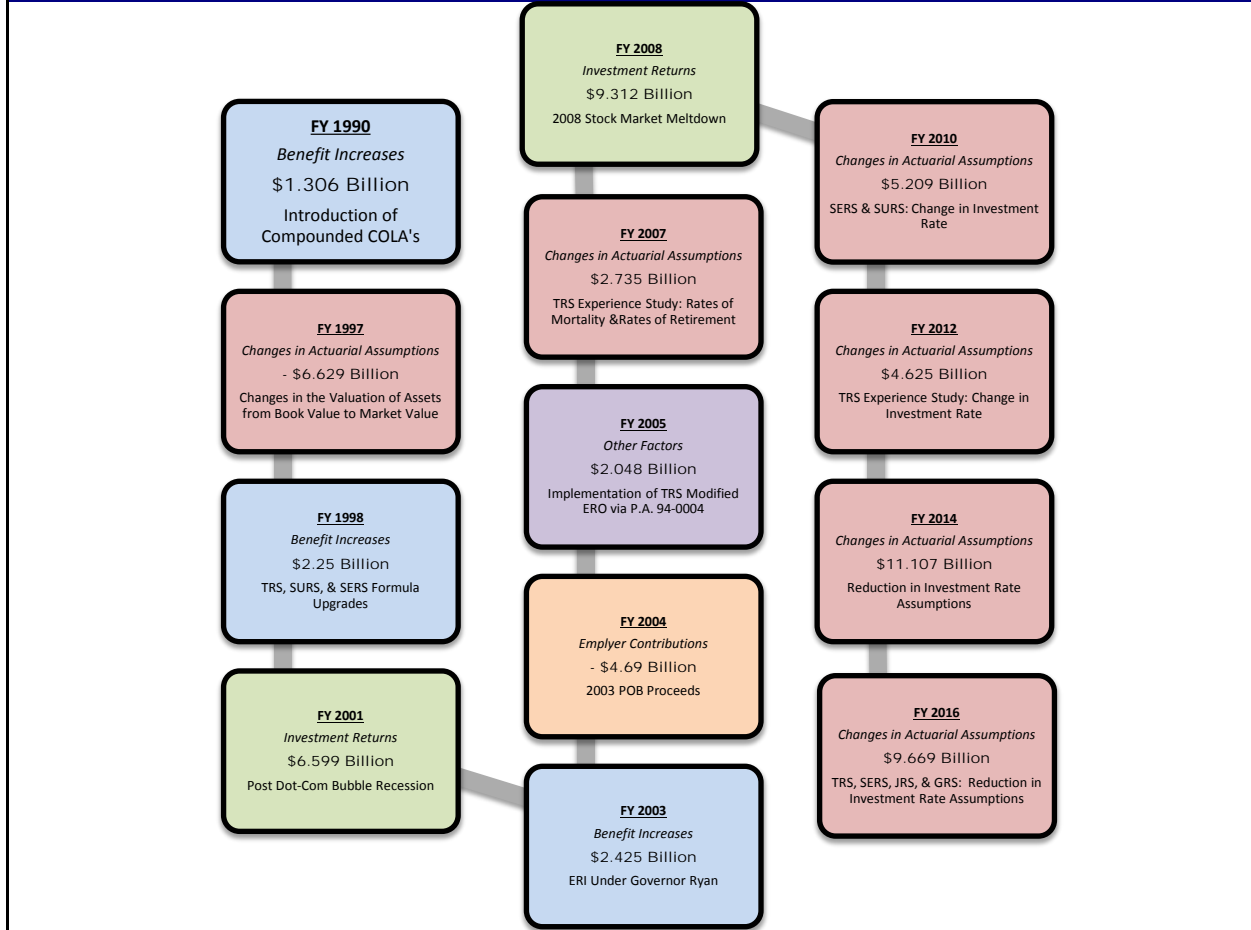 FY 1990
Benefit Increases
$1.306 Billion
Introduction of
Compounded COLA's
FY 1997
Changes in Actuarial Assumptions
- $6.629 Billion
Changes in the Valuation of Assets
from Book Value to Market Value
FY 1998
Benefit Increases
$2.25 Billion
TRS, SURS, & SERS Formula
Upgrades
FY 2001
Investment Returns
$6.599 Billion
Post Dot-Com Bubble Recession
FY 2003
Benefit Increases
$2.425 Billion
ERI Under Governor Ryan
FY 2004
Emplyer Contributions
- $4.69 Billion
2003 POB Proceeds
FY 2005
Other Factors
$2.048 Billion
Implementation of TRS Modified
ERO via P.A. 94-0004
FY 2007
Changes in Actuarial Assumptions
$2.735 Billion
TRS Experience Study: Rates of
Mortality &Rates of Retirement
FY 2008
Investment Returns
$9.312 Billion
2008 Stock Market Meltdown
FY 2010
Changes in Actuarial Assumptions
$5.209 Billion
SERS & SURS: Change in Investment
Rate
FY 2012
Changes in Actuarial Assumptions
$4.625 Billion
TRS Experience Study: Change in
Investment Rate
FY 2014
Changes in Actuarial Assumptions
$11.107 Billion
Reduction in Investment Rate
Assumptions
FY 2016
Changes in Actuarial Assumptions
$9.669 Billion
TRS, SERS, JRS, & GRS: Reduction in
Investment Rate Assumptions